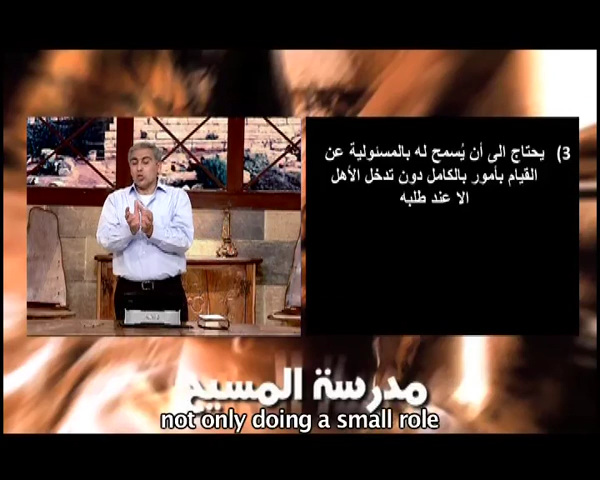 3) يحتاج الى أن يُسمح له بالمسئولية عن
القيام بأمور بالكامل دون تدخل الأهل
الا عند طلبه
مدرسة المسيح
not only doing a small role